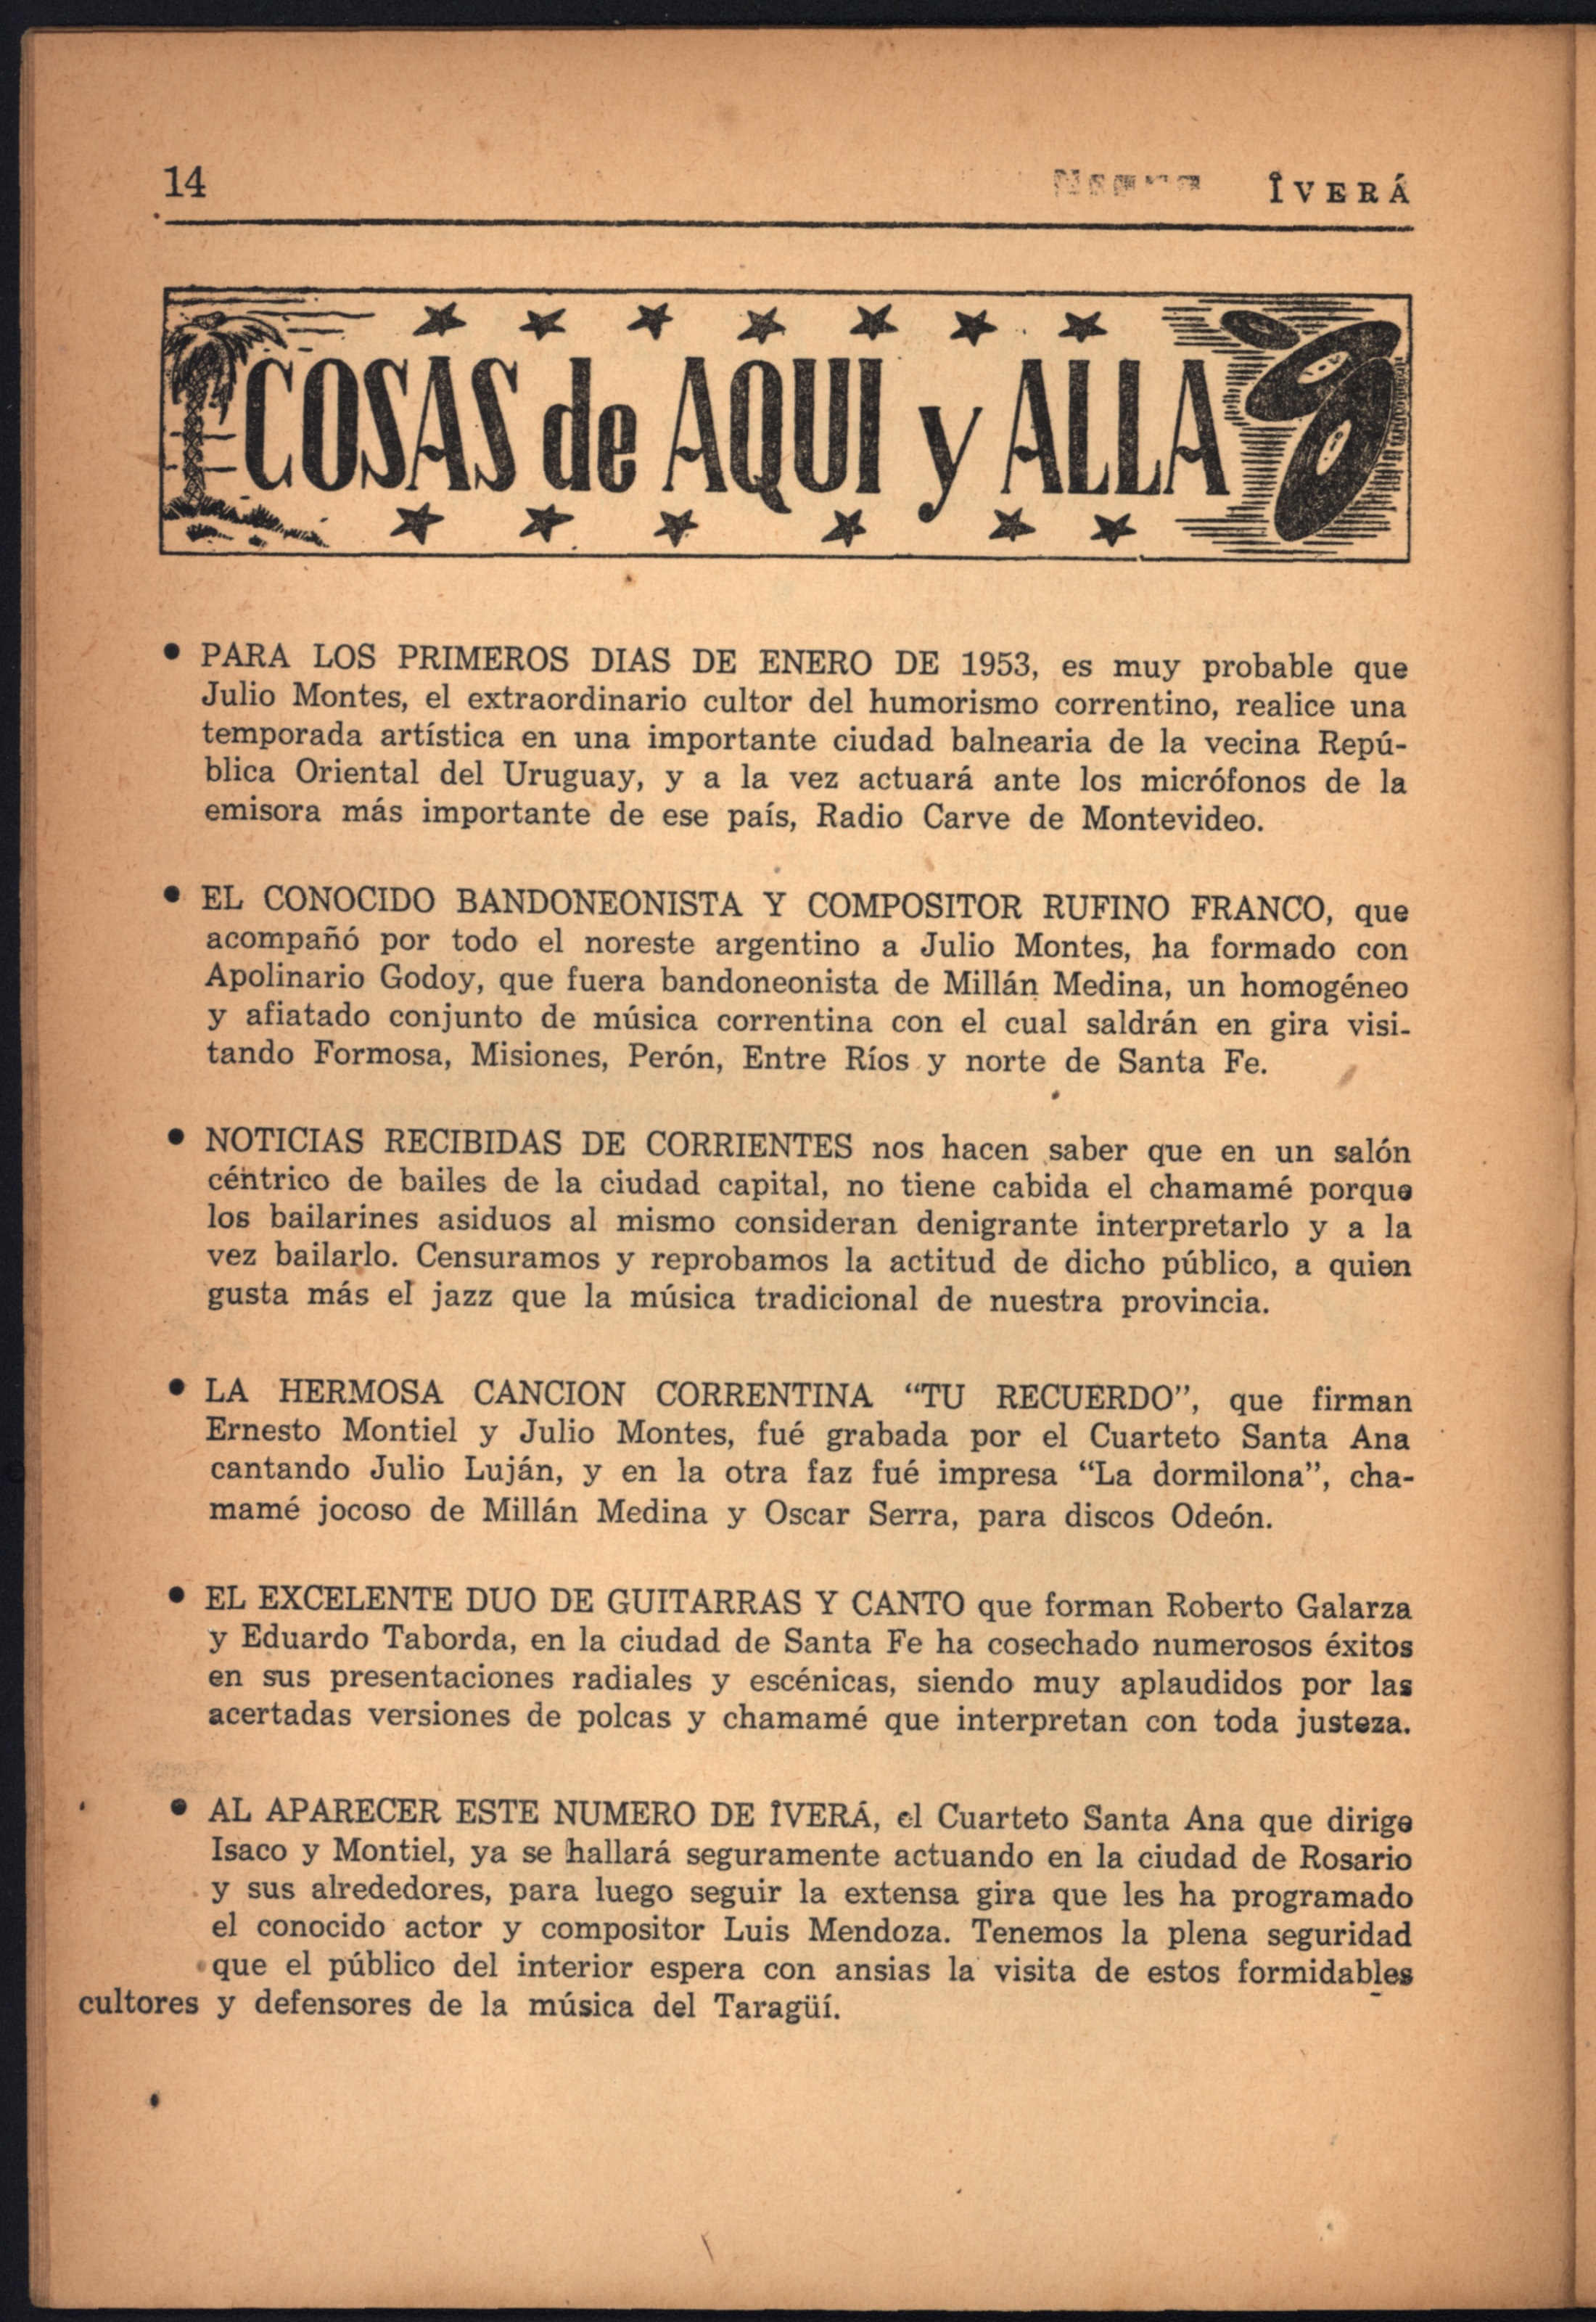 14
ÎVERÁ
COSAS de AQUI y ALLA
• PARA LOS PRIMEROS DIAS DE ENERO DE 1953, es muy probable que
Julio Montes, el extraordinario cultor del humorismo correntino, realice una
temporada artística en una importante ciudad balnearia de la vecina Repú-
blica Oriental del Uruguay, y a la vez actuará ante los micrófonos de la
emisora más importante de ese país, Radio Carve de Montevideo.
• EL CONOCIDO BANDONEONISTA Y COMPOSITOR RUFINO FRANCO, que
acompañó por todo el noreste argentino a Julio Montes, ha formado con
Apolinario Godoy, que fuera bandoneonista de Millán Medina, un homogéneo
y afiatado conjunto de música correntina con el cual saldrán en gira visi-
tando Formosa, Misiones, Perón, Entre Ríos y norte de Santa Fe.
• NOTICIAS RECIBIDAS DE CORRIENTES nos hacen saber que en un salón
céntrico de bailes de la ciudad capital, no tiene cabida el chamamé porque
los bailarines asiduos al mismo consideran denigrante interpretarlo y a la
vez bailarlo. Censuramos y reprobamos la actitud de dicho público, a quien
gusta más el jazz que la música tradicional de nuestra provincia.
• LA HERMOSA CANCION CORRENTINA “TU RECUERDO”, que firman
Ernesto Montiel y Julio Montes, fué grabada por el Cuarteto Santa Ana
cantando Julio Luján, y en la otra faz fué impresa “La dormilona”, cha-
mamé jocoso de Millán Medina y Oscar Serra, para discos Odeón.
• EL EXCELENTE DUO DE GUITARRAS Y CANTO que forman Roberto Galarza
y Eduardo Taborda, en la ciudad de Santa Fe ha cosechado numerosos éxitos
en sus presentaciones radiales y escénicas, siendo muy aplaudidos por las
acertadas versiones de polcas y chamamé que interpretan con toda justeza.
• AL APARECER ESTE NUMERO DE ÎVERÁ, el Cuarteto Santa Ana que dirige
Isaco y Montiel, ya se hallará seguramente actuando en la ciudad de Rosario
y sus alrededores, para luego seguir la extensa gira que les ha programado
el conocido actor y compositor Luis Mendoza. Tenemos la plena seguridad
que el público del interior espera con ansias la visita de estos formidables
cultores y defensores de la música del Taragüí.